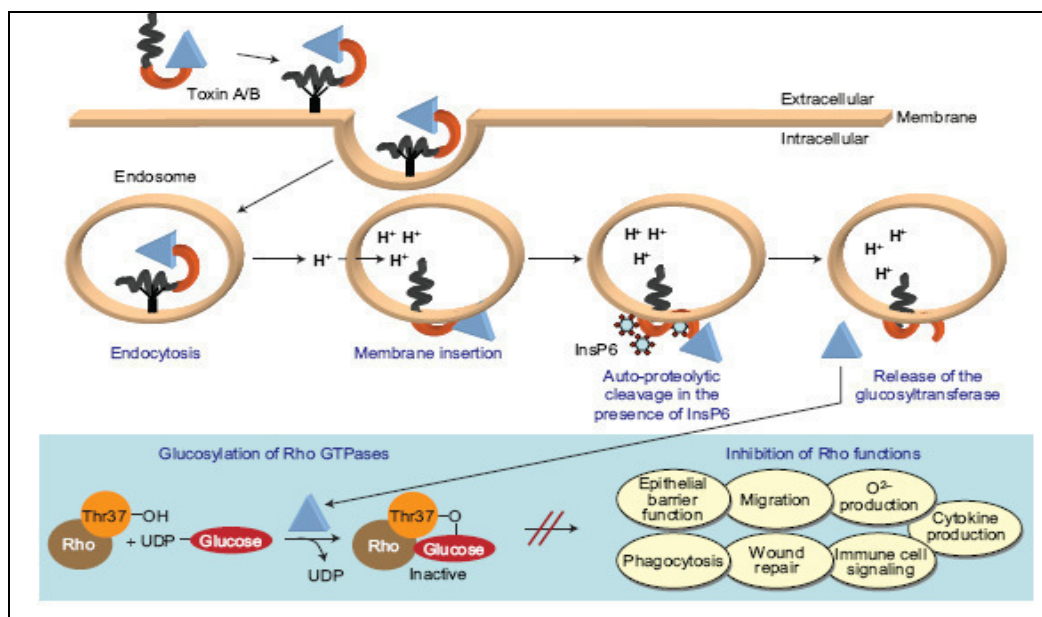 Toxin A/B
Extracellular
Membrane
Intracellular
Endosome
H+
H+ H+
H+
H+ H+
H+
H+
H+
H+
InsP6
Endocytosis
Membrane insertion
Auto-proteolytic
cleavage in the
presence of InsP6
Release of the
glucosyltransferase
Glucosylation of Rho GTPases
Inhibition of Rho functions
Thr37
OH
Rho
+ UDP
Glucose
UDP
Thr37
O
Rho
Glucose
Inactive
Epithelial
barrier
function
Migration
O2–
production
Cytokine
production
Phagocytosis
Wound
repair
Immune cell
signaling